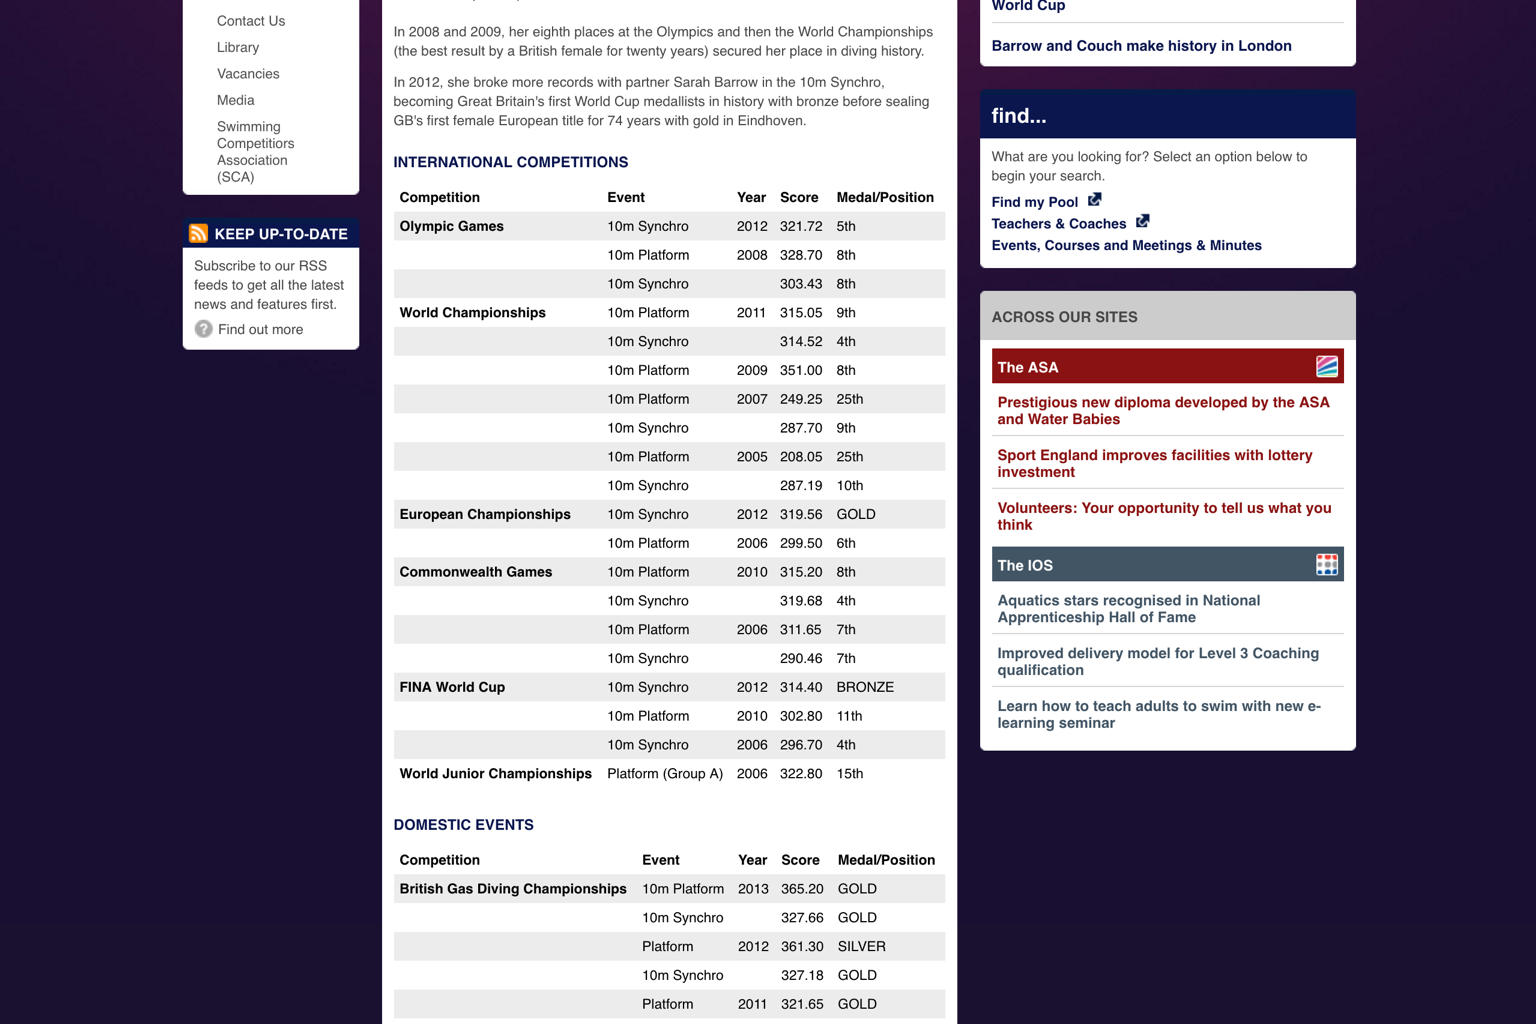 Contact Us
Library
Vacancies
Media
Swimming
Competitiors
Association
(SCA)
KEEP UP-TO-DATE
Subscribe to our RSS
feeds to get all the latest
news and features first.
Find out more
In 2008 and 2009, her eighth places at the Olympics and then the World Championships
(the best result by a British female for twenty years) secured her place in diving history.
In 2012, she broke more records with partner Sarah Barrow in the 10m Synchro,
becoming Great Britain's first World Cup medallists in history with bronze before sealing
GB's first female European title for 74 years with gold in Eindhoven.
INTERNATIONAL COMPETITIONS
Competition Event Year Score Medal/Position
Olympic Games 10m Synchro 2012 321.72 5th
10m Platform 2008 328.70 8th
10m Synchro 303.43 8th
World Championships 10m Platform 2011 315.05 9th
10m Synchro 314.52 4th
10m Platform 2009 351.00 8th
10m Platform 2007 249.25 25th
10m Synchro 287.70 9th
10m Platform 2005 208.05 25th
10m Synchro 287.19 10th
European Championships 10m Synchro 2012 319.56 GOLD
10m Platform 2006 299.50 6th
Commonwealth Games 10m Platform 2010 315.20 8th
10m Synchro 319.68 4th
10m Platform 2006 311.65 7th
10m Synchro 290.46 7th
FINA World Cup 10m Synchro 2012 314.40 BRONZE
10m Platform 2010 302.80 11th
10m Synchro 2006 296.70 4th
World Junior Championships Platform (Group A) 2006 322.80 15th
DOMESTIC EVENTS
Competition Event Year Score Medal/Position
British Gas Diving Championships 10m Platform 2013 365.20 GOLD
10m Synchro 327.66 GOLD
Platform 2012 361.30 SILVER
10m Synchro 327.18 GOLD
Platform 2011 321.65 GOLD
World Cup
Barrow and Couch make history in London
find...
What are you looking for? Select an option below to
begin your search.
Find my Pool
Teachers & Coaches
Events, Courses and Meetings & Minutes
ACROSS OUR SITES
The ASA
Prestigious new diploma developed by the ASA
and Water Babies
Sport England improves facilities with lottery
investment
Volunteers: Your opportunity to tell us what you
think
The IOS
Aquatics stars recognised in National
Apprenticeship Hall of Fame
Improved delivery model for Level 3 Coaching
qualification
Learn how to teach adults to swim with new e-
learning seminar